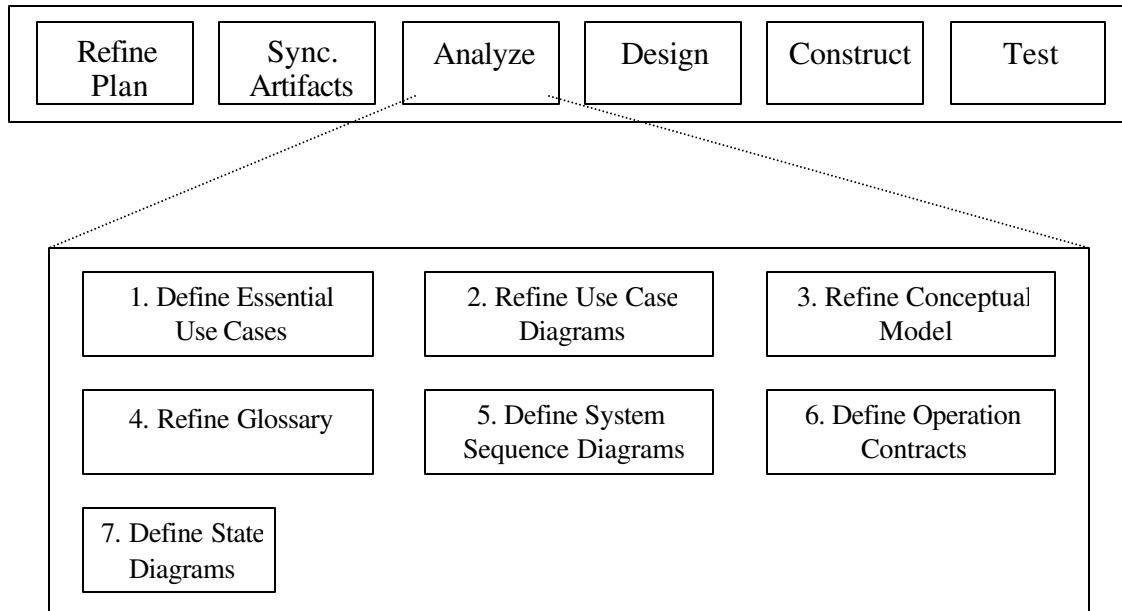 Refine
Plan
Sync.
Artifacts
Analyze
Design
Construct
Test
1. Define Essential
Use Cases
2. Refine Use Case
Diagrams
3. Refine Conceptual
Model
4. Refine Glossary
5. Define System
Sequence Diagrams
6. Define Operation
Contracts
7. Define State
Diagrams